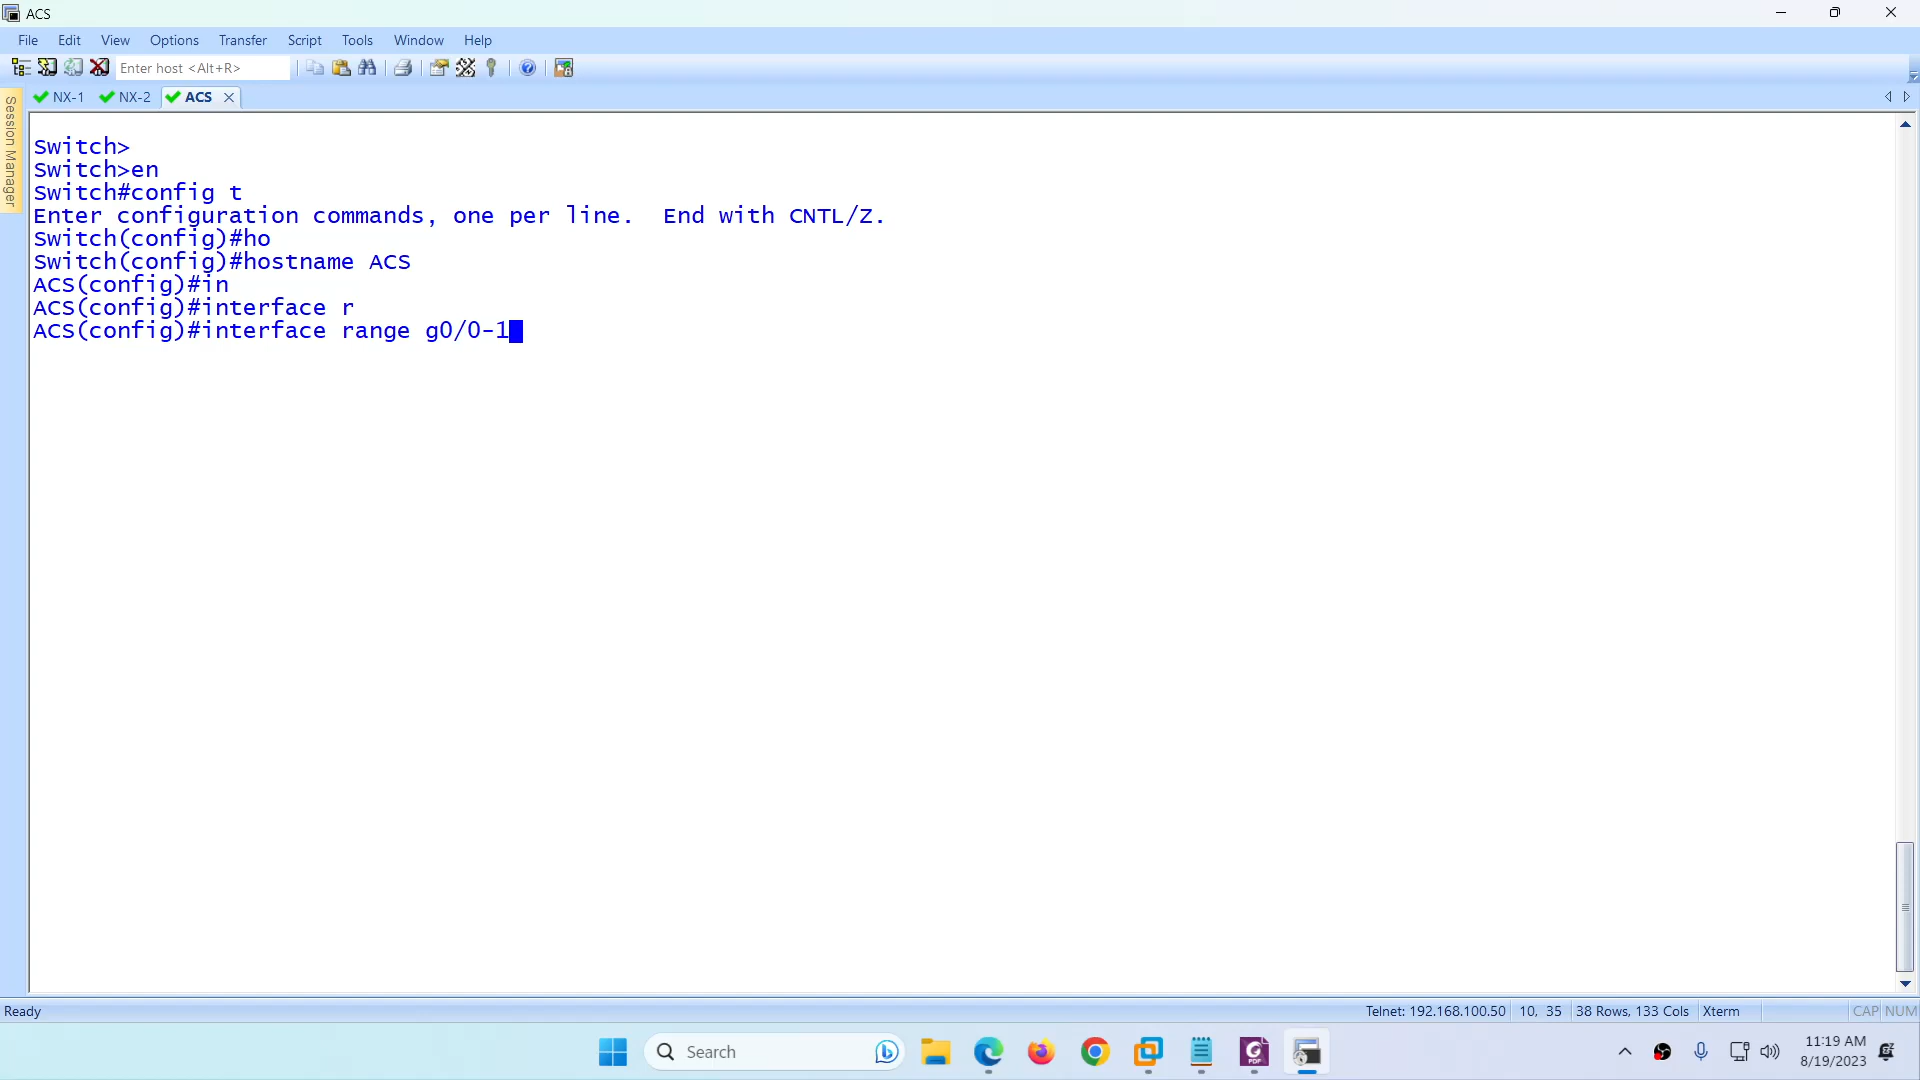 ACS
File Edit View Options Transfer Script Tools Window Help
Enter host <Alt+R>
NX-1 NX-2 ACS
Session Manager
Switch>
Switch>en
Switch#config t
Enter configuration commands, one per line.  End with CNTL/Z.
Switch(config)#ho
Switch(config)#hostname ACS
ACS(config)#in
ACS(config)#interface r
ACS(config)#interface range g0/0-1
Ready Telnet: 192.168.100.50 10, 35 38 Rows, 133 Cols Xterm CAP NUM
Search
11:19 AM
8/19/2023